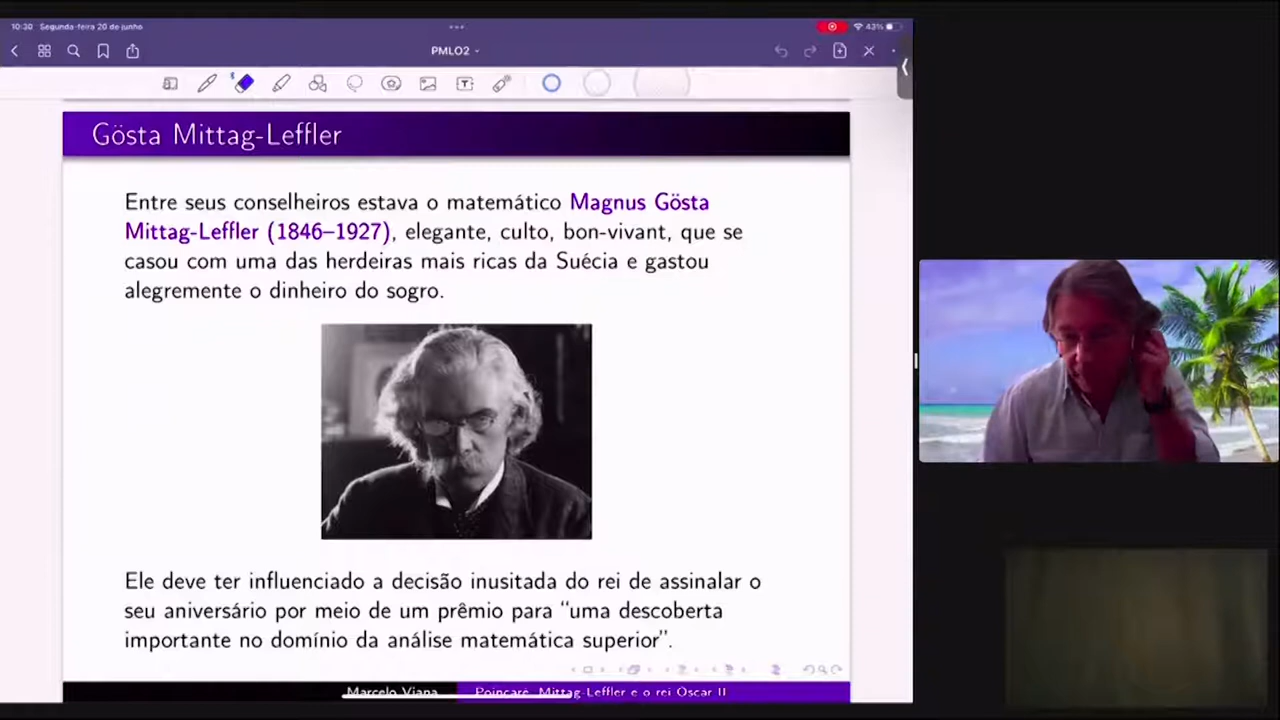 10:30 Segunda-feira 20 de junho
43%
PML02
Gösta Mittag-Leffler
Entre seus conselheiros estava o matemático Magnus Gösta
Mittag-Leffler (1846–1927), elegante, culto, bon-vivant, que se
casou com uma das herdeiras mais ricas da Suécia e gastou
alegremente o dinheiro do sogro.
Ele deve ter influenciado a decisão inusitada do rei de assinalar o
seu aniversário por meio de um prêmio para “uma descoberta
importante no domínio da análise matemática superior”.
Marcelo Viana Poincaré, Mittag-Leffler e o rei Oscar II